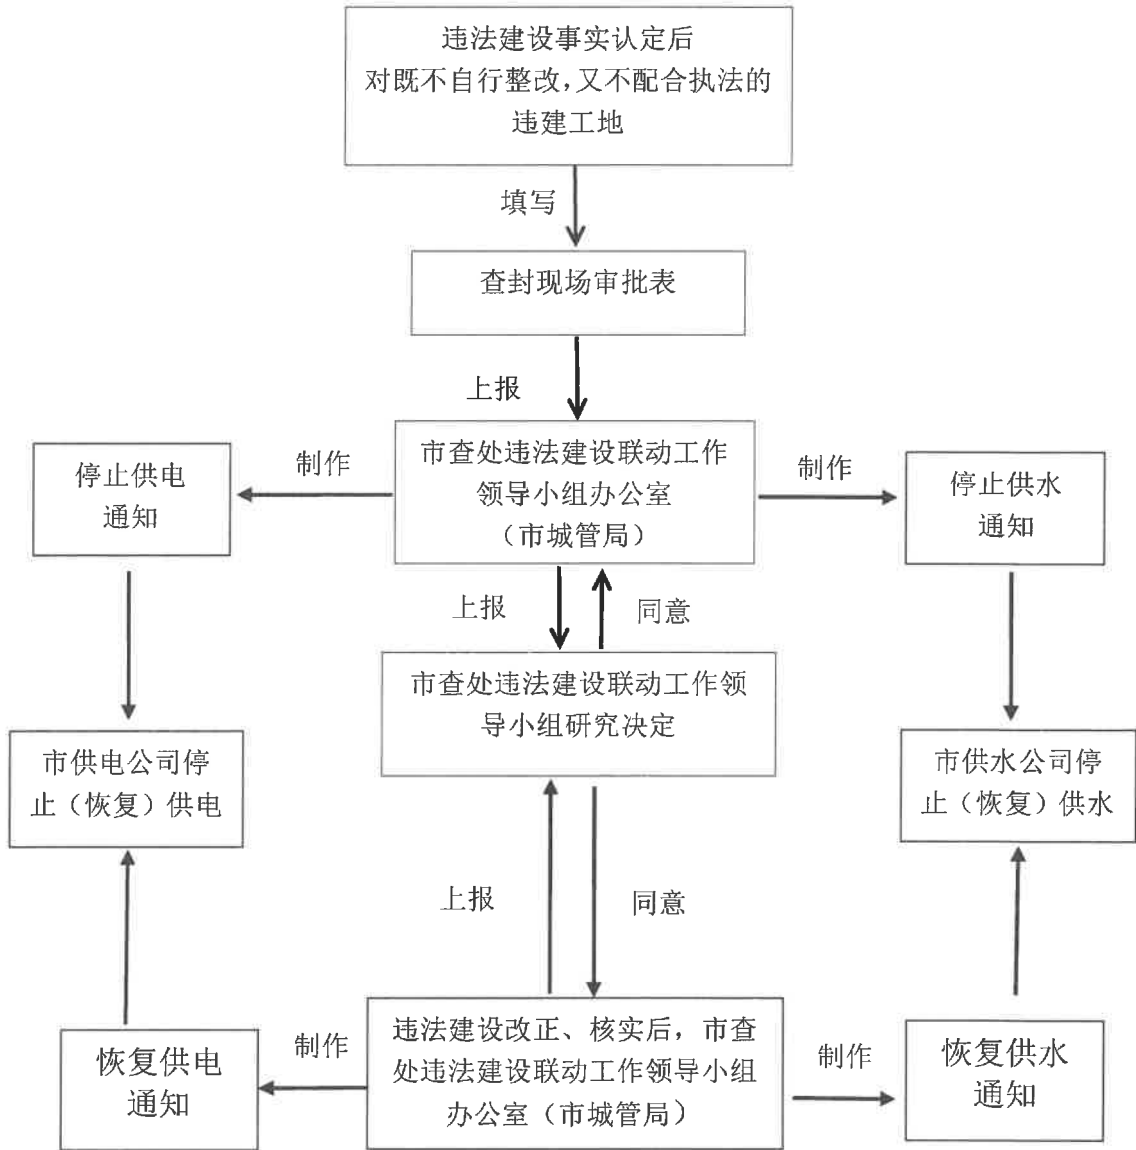 违法建设事实认定后
对既不自行整改,又不配合执法的
违建工地
填写
查封现场审批表
上报
市查处违法建设联动工作
领导小组办公室
（市城管局）
制作
停止供电
通知
制作
停止供水
通知
上报
同意
市查处违法建设联动工作领
导小组研究决定
市供电公司停
止（恢复）供电
市供水公司停
止（恢复）供水
上报
同意
违法建设改正、核实后，市查
处违法建设联动工作领导小组
办公室（市城管局）
制作
恢复供电
通知
制作
恢复供水
通知